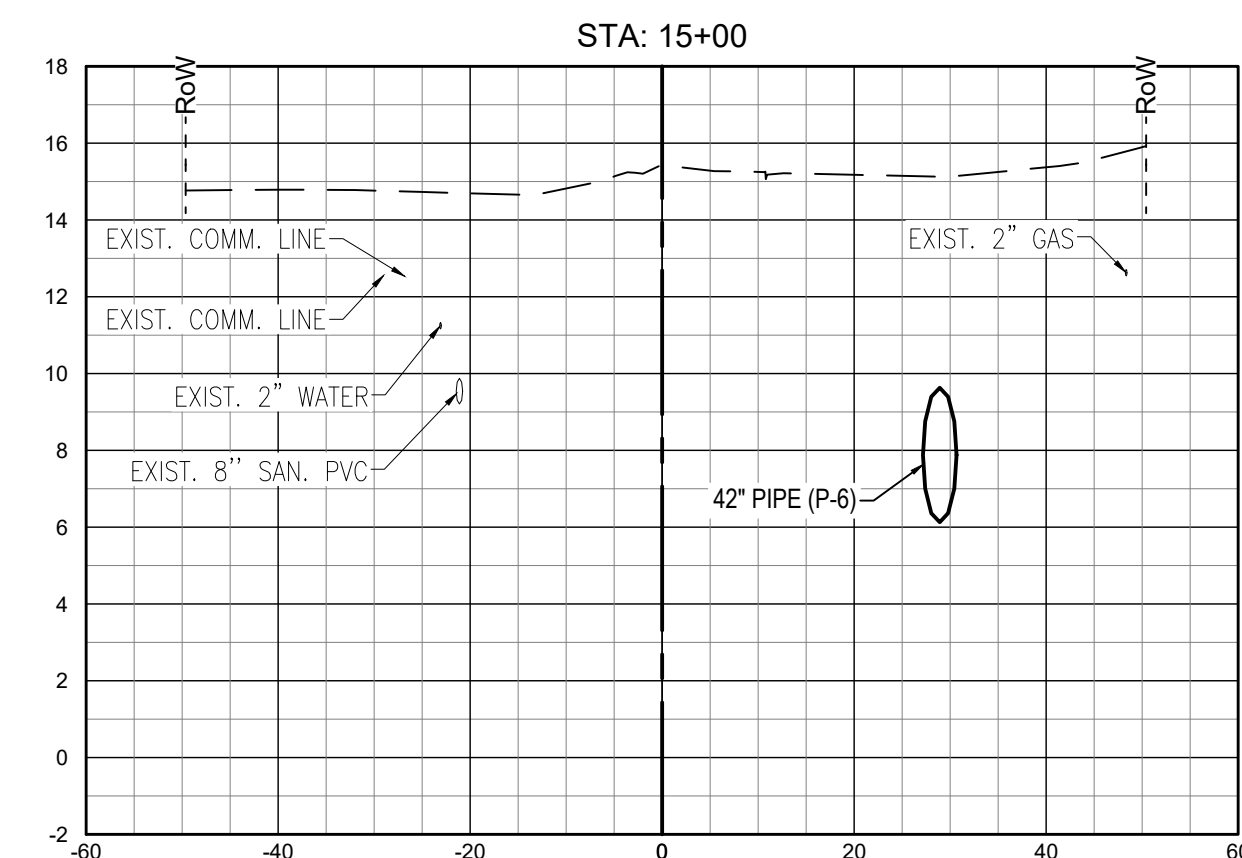 STA: 15+00
18
RoW
RoW
16
14
EXIST. COMM. LINE
EXIST. 2” GAS
12
EXIST. COMM. LINE
10
EXIST. 2” WATER
8
EXIST. 8’’ SAN. PVC
42" PIPE (P-6)
6
4
2
0
-2
-60
-40
-20
0
20
40
60